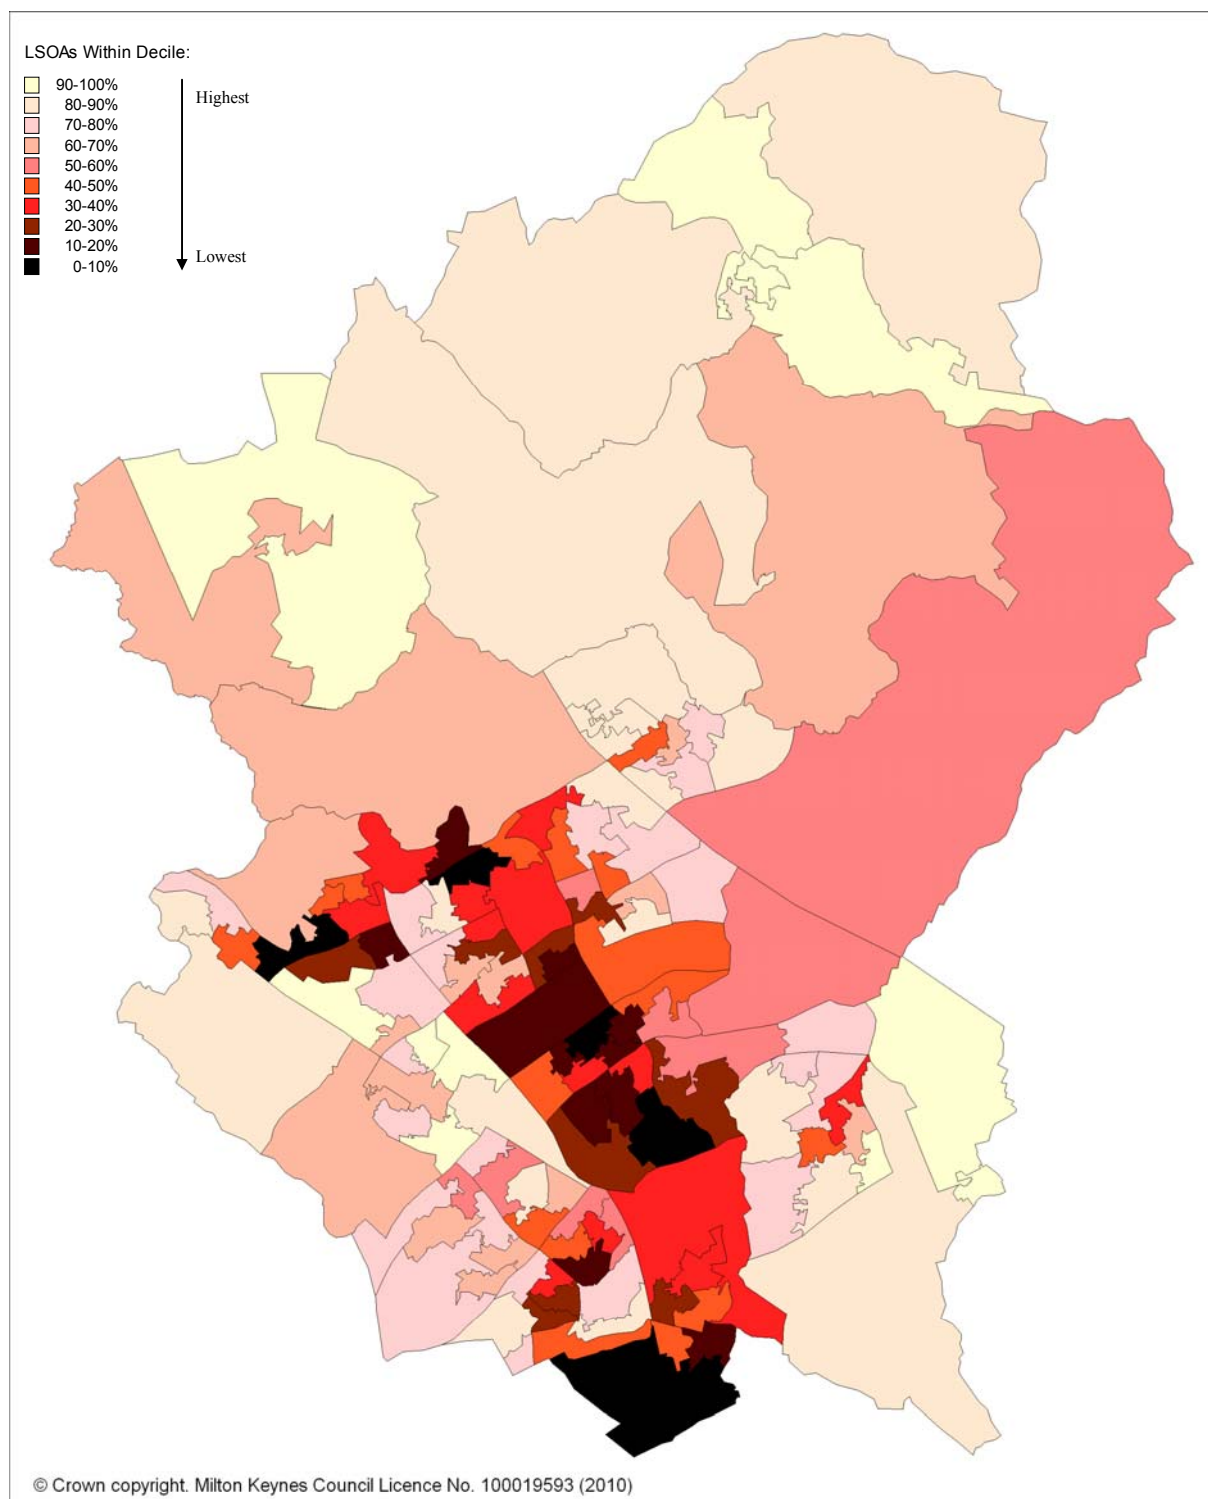 LSOAs Within Decile:
90-100%
80-90%
70-80%
60-70%
50-60%
40-50%
30-40%
20-30%
10-20%
0-10%
Highest
Lowest
© Crown copyright. Milton Keynes Council Licence No. 100019593 (2010)